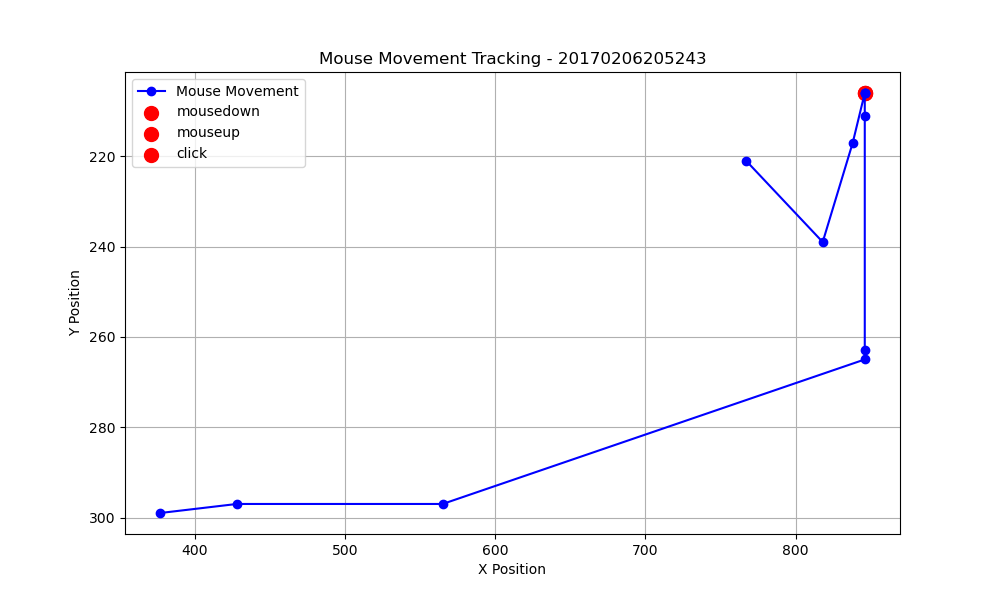 Mouse Movement Tracking - 20170206205243
Mouse Movement
mousedown
mouseup
click
220
240
260
280
300
Y Position
400
500
600
700
800
X Position